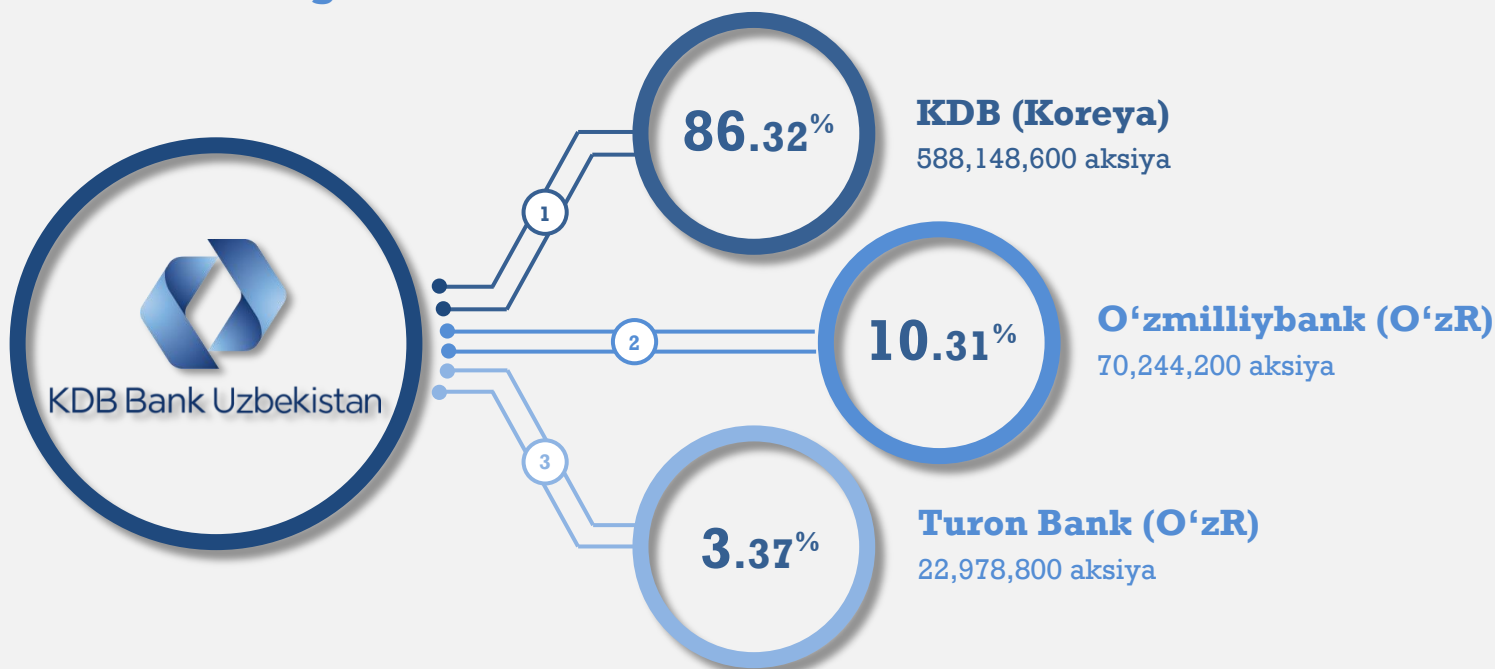 KDB Bank Uzbekistan
1
86.32%
KDB (Koreya)
588,148,600 aksiya
2
10.31%
O‘zmilliybank (O‘zR)
70,244,200 aksiya
3
3.37%
Turon Bank (O‘zR)
22,978,800 aksiya